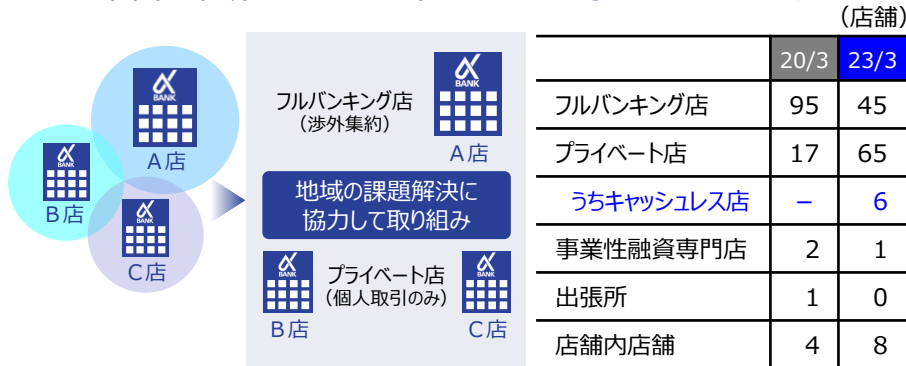 (店舗)
BANK
A店
BANK
B店
BANK
C店
フルバンキング店
(渉外集約)
BANK
A店
地域の課題解決に
協力して取り組み
BANK
B店
プライベート店
(個人取引のみ)
BANK
C店
20/3 23/3
フルバンキング店 95 45
プライベート店 17 65
うちキャッシュレス店 − 6
事業性融資専門店 2 1
出張所 1 0
店舗内店舗 4 8